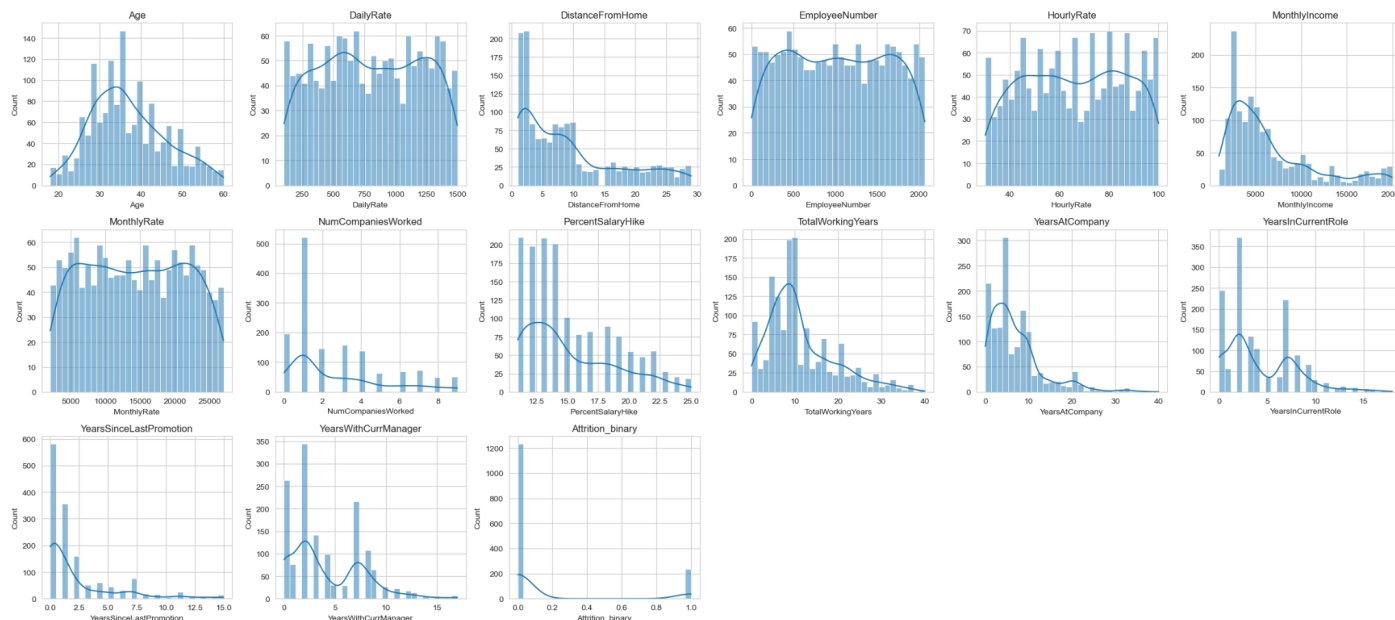 Age DailyRate DistanceFromHome EmployeeNumber HourlyRate MonthlyIncome
Count
140
120
100
80
60
40
20
0
20 30 40 50 60
Age
Count
60
50
40
30
20
10
0
250 500 750 1000 1250 1500
DailyRate
Count
200
175
150
125
100
75
50
25
0
0 5 10 15 20 25 30
DistanceFromHome
Count
60
50
40
30
20
10
0
0 500 1000 1500 2000
EmployeeNumber
Count
70
60
50
40
30
20
10
0
40 60 80 100
HourlyRate
Count
200
150
100
50
0
5000 10000 15000 20000
MonthlyIncome
MonthlyRate NumCompaniesWorked PercentSalaryHike TotalWorkingYears YearsAtCompany YearsInCurrentRole
Count
60
50
40
30
20
10
0
5000 10000 15000 20000 25000
MonthlyRate
Count
500
400
300
200
100
0
0 2 4 6 8
NumCompaniesWorked
Count
200
175
150
125
100
75
50
25
0
12.5 15.0 17.5 20.0 22.5 25.0
PercentSalaryHike
Count
200
175
150
125
100
75
50
25
0
0 10 20 30 40
TotalWorkingYears
Count
300
250
200
150
100
50
0
0 10 20 30 40
YearsAtCompany
Count
350
300
250
200
150
100
50
0
0 5 10 15
YearsInCurrentRole
YearsSinceLastPromotion YearsWithCurrManager Attrition_binary
Count
600
500
400
300
200
100
0
0.0 2.5 5.0 7.5 10.0 12.5 15.0
YearsSinceLastPromotion
Count
350
300
250
200
150
100
50
0
0 5 10 15
YearsWithCurrManager
Count
1200
1000
800
600
400
200
0
0.0 0.2 0.4 0.6 0.8 1.0
Attrition_binary